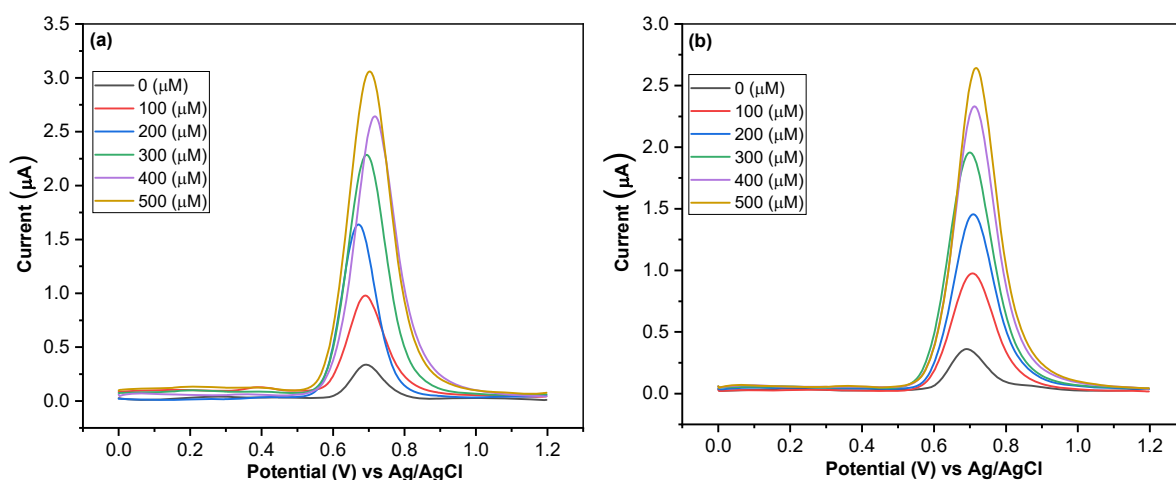 (a)
0 (μM)
100 (μM)
200 (μM)
300 (μM)
400 (μM)
500 (μM)
3.5
3.0
2.5
2.0
1.5
1.0
0.5
0.0
Current (μA)
0.0 0.2 0.4 0.6 0.8 1.0 1.2
Potential (V) vs Ag/AgCl
(b)
0 (μM)
100 (μM)
200 (μM)
300 (μM)
400 (μM)
500 (μM)
3.0
2.5
2.0
1.5
1.0
0.5
0.0
Current (μA)
0.0 0.2 0.4 0.6 0.8 1.0 1.2
Potential (V) vs Ag/AgCl